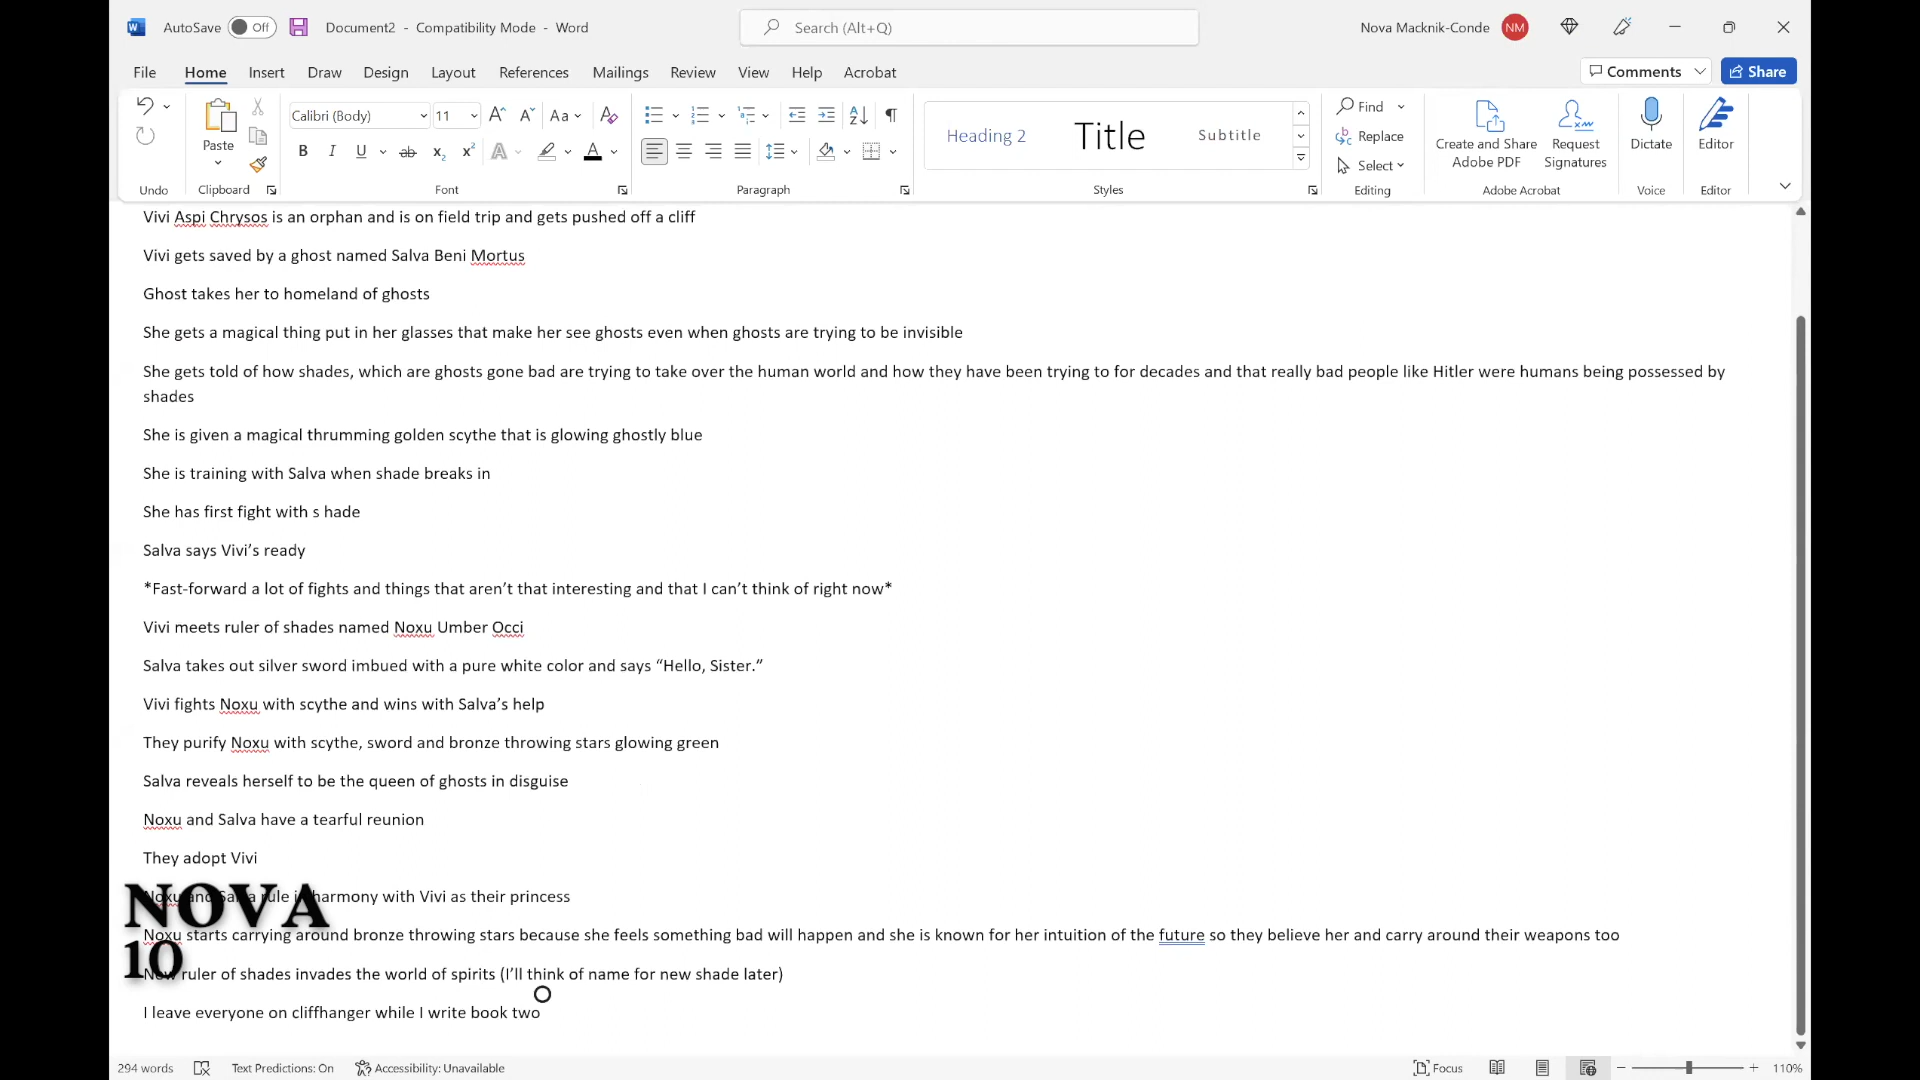 AutoSave Off Document2 - Compatibility Mode - Word Search (Alt+Q) Nova Macknik-Conde NM
File Home Insert Draw Design Layout References Mailings Review View Help Acrobat Comments Share
Calibri (Body) 11 Aa Heading 2 Title Subtitle Find
Replace
Paste Create and Share Adobe PDF Request Signatures Dictate Editor
B I U ab x₂ x² A A Select
Undo Clipboard Font Paragraph Styles Editing Adobe Acrobat Voice Editor
Vivi Aspi Chrysos is an orphan and is on field trip and gets pushed off a cliff
Vivi gets saved by a ghost named Salva Beni Mortus
Ghost takes her to homeland of ghosts
She gets a magical thing put in her glasses that make her see ghosts even when ghosts are trying to be invisible
She gets told of how shades, which are ghosts gone bad are trying to take over the human world and how they have been trying to for decades and that really bad people like Hitler were humans being possessed by
shades
She is given a magical thrumming golden scythe that is glowing ghostly blue
She is training with Salva when shade breaks in
She has first fight with s hade
Salva says Vivi’s ready
*Fast-forward a lot of fights and things that aren’t that interesting and that I can’t think of right now*
Vivi meets ruler of shades named Noxu Umber Occi
Salva takes out silver sword imbued with a pure white color and says “Hello, Sister.”
Vivi fights Noxu with scythe and wins with Salva’s help
They purify Noxu with scythe, sword and bronze throwing stars glowing green
Salva reveals herself to be the queen of ghosts in disguise
Noxu and Salva have a tearful reunion
They adopt Vivi
Noxu and Salva rule in harmony with Vivi as their princess
NOVA
Noxu starts carrying around bronze throwing stars because she feels something bad will happen and she is known for her intuition of the future so they believe her and carry around their weapons too
10
New ruler of shades invades the world of spirits (I’ll think of name for new shade later)
I leave everyone on cliffhanger while I write book two
294 words Text Predictions: On Accessibility: Unavailable Focus 110%